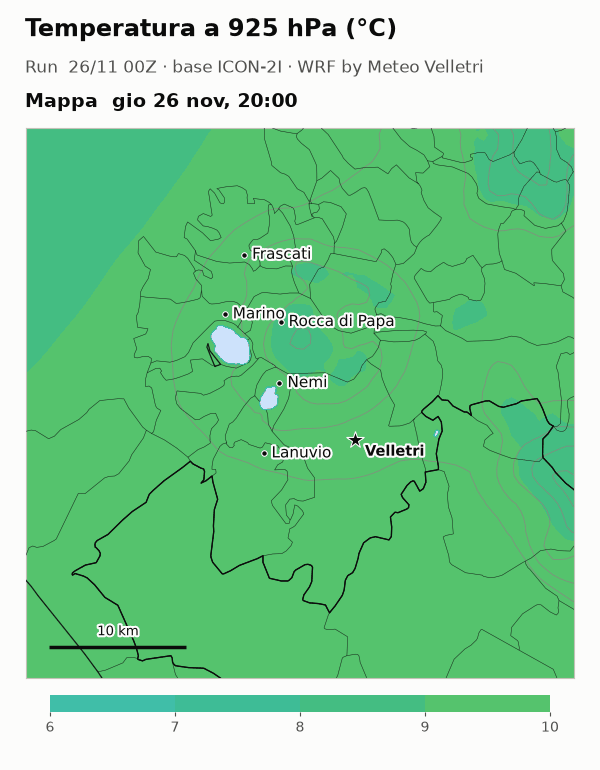 Temperatura a 925 hPa (°C)
Run  26/11 00Z · base ICON-2I · WRF by Meteo Velletri
Mappa  gio 26 nov, 20:00
Frascati
Marino
Rocca di Papa
Nemi
Velletri
Lanuvio
10 km
6 7 8 9 10